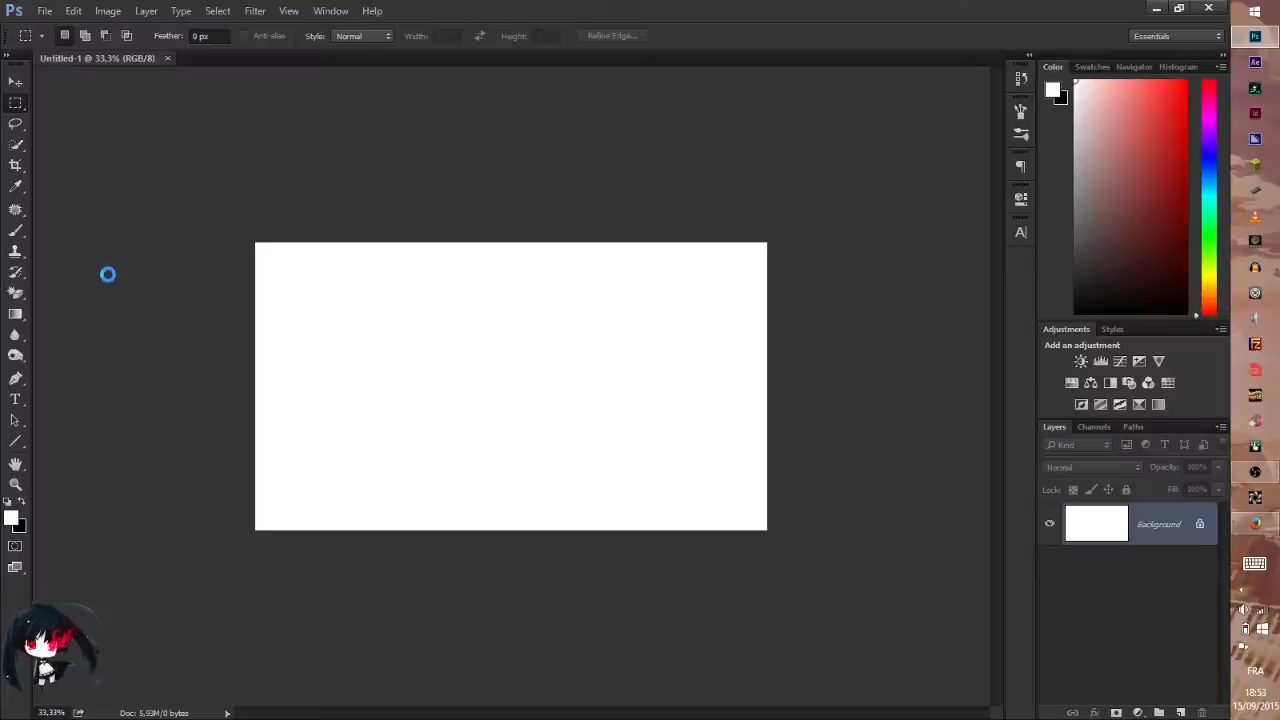 Ps File Edit Image Layer Type Select Filter View Window Help
Feather: 0 px Anti-alias Style: Normal Width: Height: Refine Edge... Essentials
Untitled-1 @ 33,3% (RGB/8) ×
Color Swatches Navigator Histogram
Adjustments Styles
Add an adjustment
Layers Channels Paths
Kind
Normal Opacity: 100%
Lock: Fill: 100%
Background
33,33% Doc: 5,93M/0 bytes
Ps
Ae
Id
FRA
18:53
15/09/2015